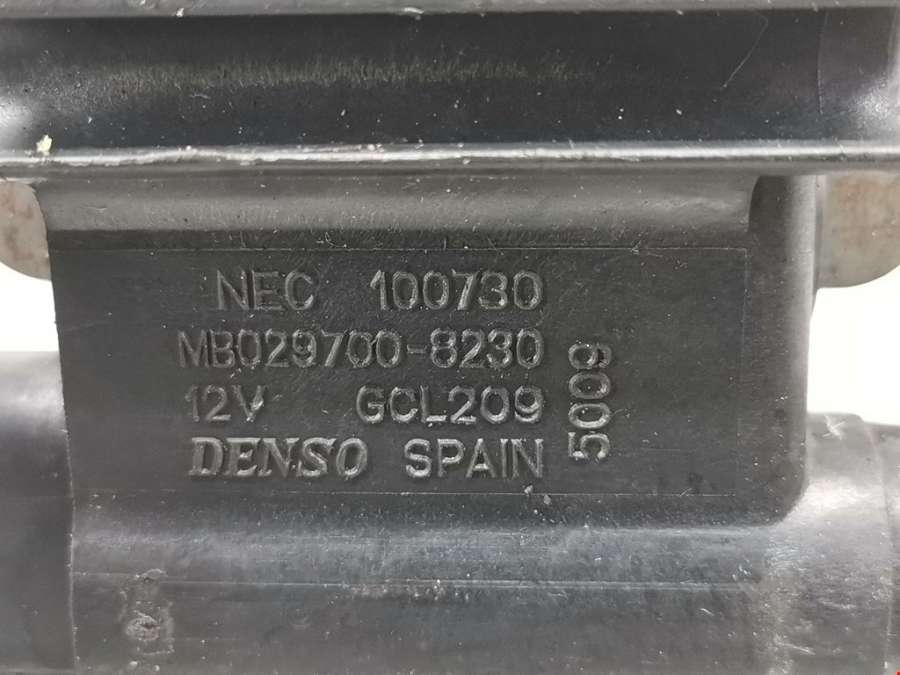 NEC 100730
MB029700-8230
12V GCL209
DENSO SPAIN
5009